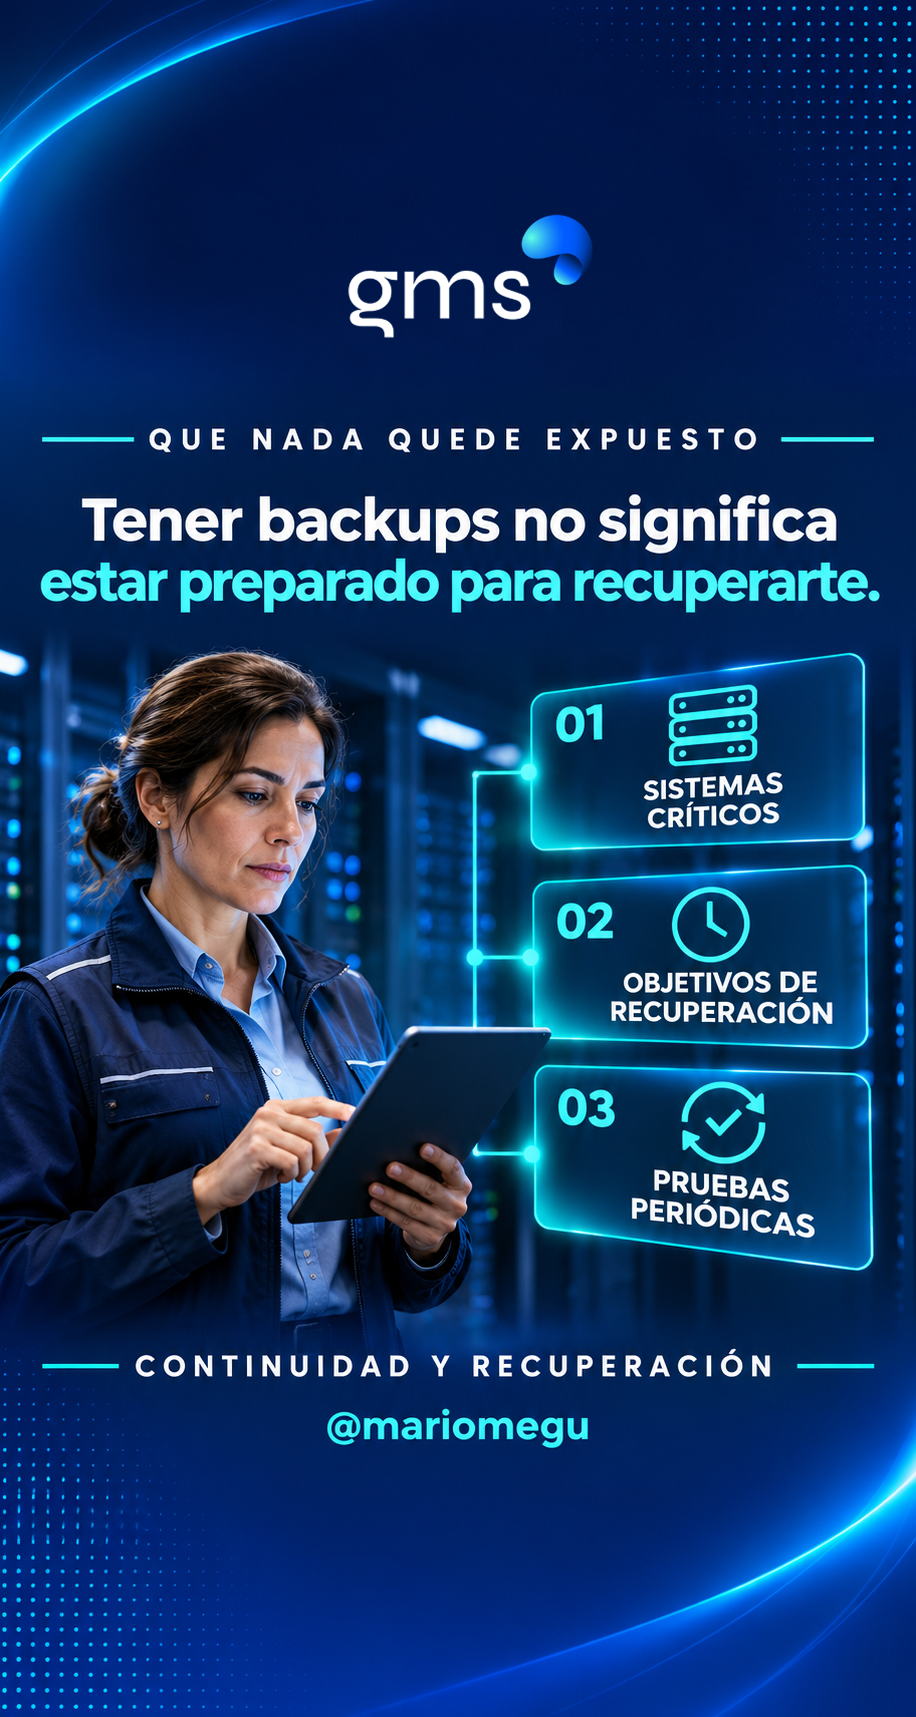 gms
QUE NADA QUEDE EXPUESTO
Tener backups no significa
estar preparado para recuperarte.
01
SISTEMAS
CRÍTICOS
02
OBJETIVOS DE
RECUPERACIÓN
03
PRUEBAS
PERIÓDICAS
CONTINUIDAD Y RECUPERACIÓN
@mariomegu